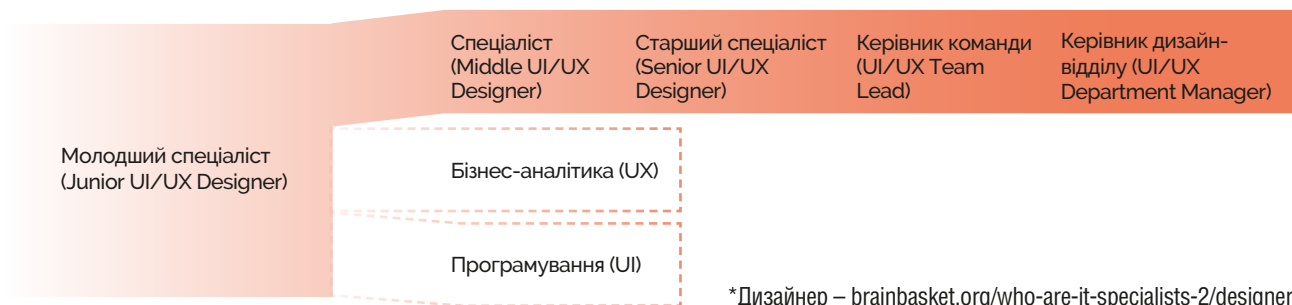 Спеціаліст
(Middle UI/UX
Designer)
Старший спеціаліст
(Senior UI/UX
Designer)
Керівник команди
(UI/UX Team
Lead)
Керівник дизайн-
відділу (UI/UX
Department Manager)
Молодший спеціаліст
(Junior UI/UX Designer)
Бізнес-аналітика (UX)
Програмування (UI)
*Дизайнер – brainbasket.org/who-are-it-specialists-2/designer